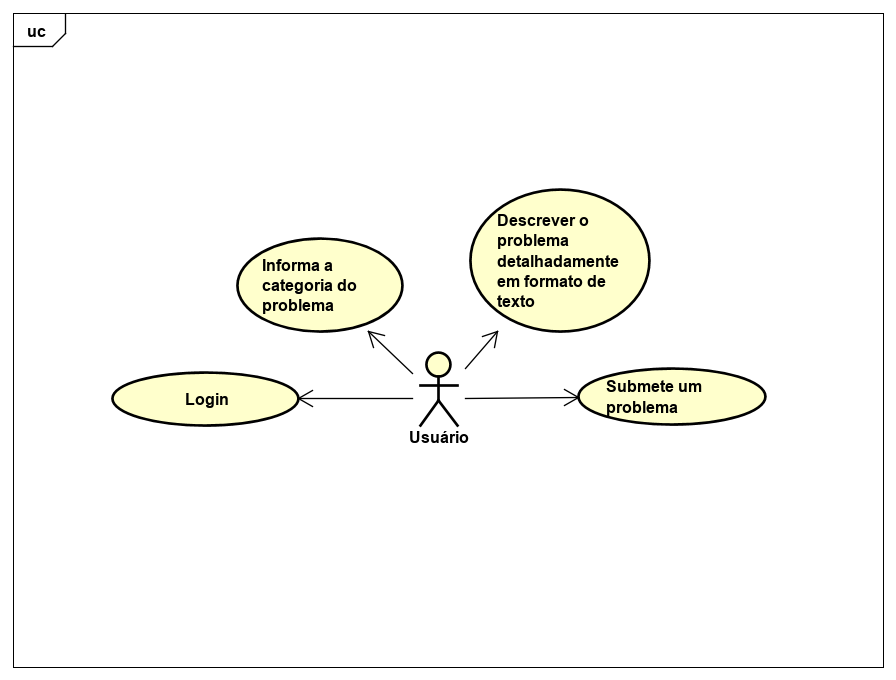 uc
Descrever o
problema
detalhadamente
em formato de
texto
Informa a
categoria do
problema
Login
Submete um
problema
Usuário